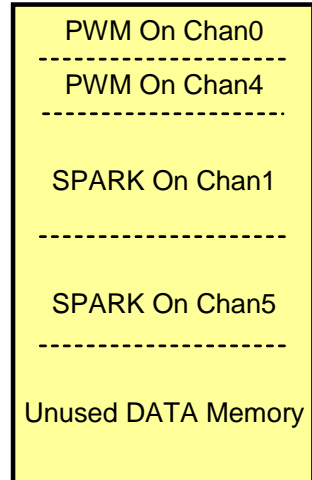 PWM On Chan0
PWM On Chan4
SPARK On Chan1
SPARK On Chan5
Unused DATA Memory